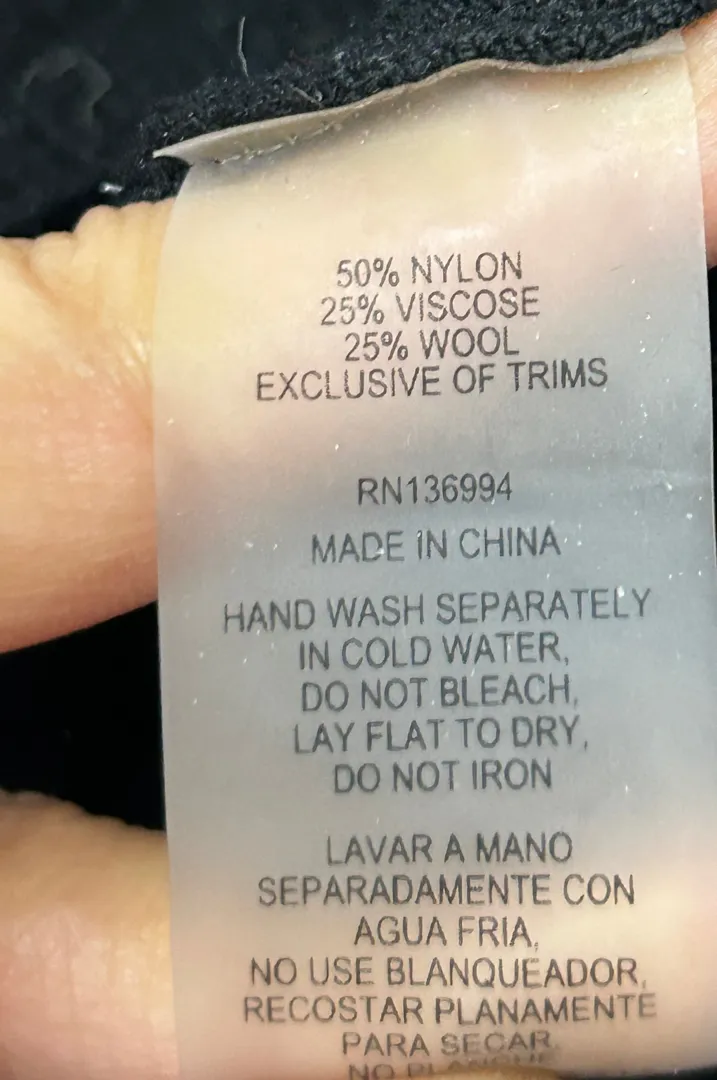 50% NYLON
25% VISCOSE
25% WOOL
EXCLUSIVE OF TRIMS
RN136994
MADE IN CHINA
HAND WASH SEPARATELY
IN COLD WATER,
DO NOT BLEACH,
LAY FLAT TO DRY,
DO NOT IRON
LAVAR A MANO
SEPARADAMENTE CON
AGUA FRIA,
NO USE BLANQUEADOR,
RECOSTAR PLANAMENTE
PARA SECAR,
NO PLANCHE